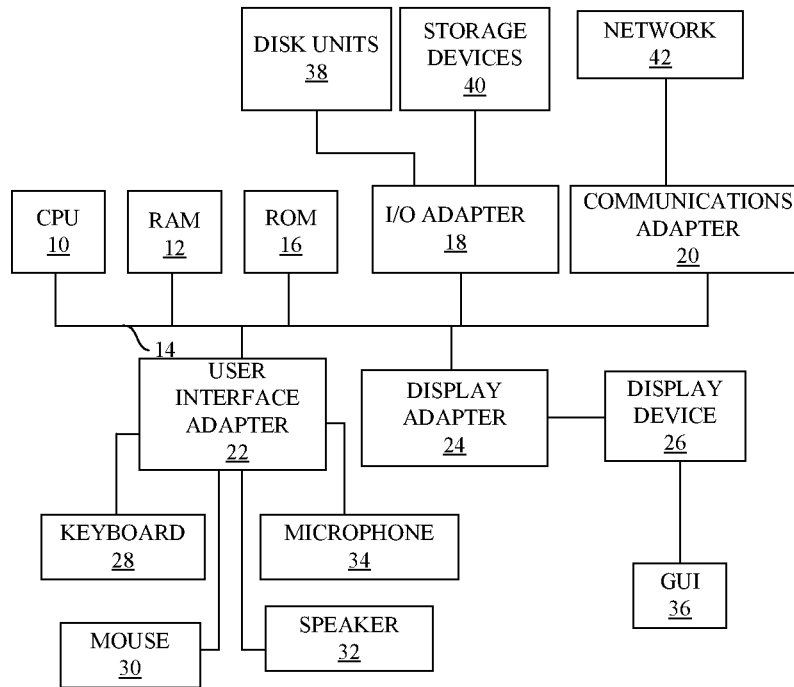 DISK UNITS
38
STORAGE
DEVICES
40
NETWORK
42
CPU
10
RAM
12
ROM
16
I/O ADAPTER
18
COMMUNICATIONS
ADAPTER
20
14
USER
INTERFACE
ADAPTER
22
DISPLAY
ADAPTER
24
DISPLAY
DEVICE
26
KEYBOARD
28
MICROPHONE
34
GUI
36
MOUSE
30
SPEAKER
32